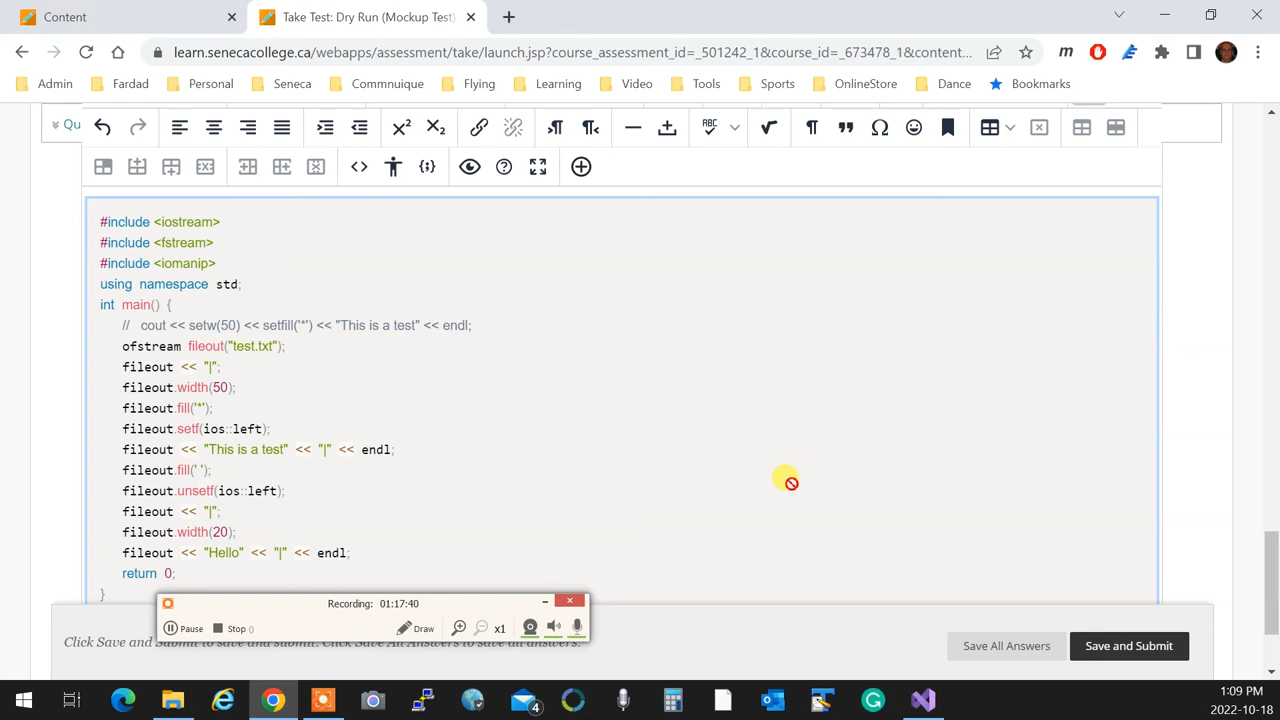 Content
Take Test: Dry Run (Mockup Test)
learn.senecacollege.ca/webapps/assessment/take/launch.jsp?course_assessment_id=_501242_1&course_id=_673478_1&content...
m
Admin Fardad Personal Seneca Commnuique Flying Learning Video Tools Sports OnlineStore Dance Bookmarks
Qu
ABC
#include <iostream>
#include <fstream>
#include <iomanip>
using namespace std;
int main() {
// cout << setw(50) << setfill('*') << "This is a test" << endl;
ofstream fileout("test.txt");
fileout << "|";
fileout.width(50);
fileout.fill('*');
fileout.setf(ios::left);
fileout << "This is a test" << "|" << endl;
fileout.fill(' ');
fileout.unsetf(ios::left);
fileout << "|";
fileout.width(20);
fileout << "Hello" << "|" << endl;
return 0;
}
Recording: 01:17:40
Pause Stop () Draw x1
Click Save and Submit to save and submit. Click Save All Answers to save all answers.
Save All Answers Save and Submit
4
1:09 PM
2022-10-18